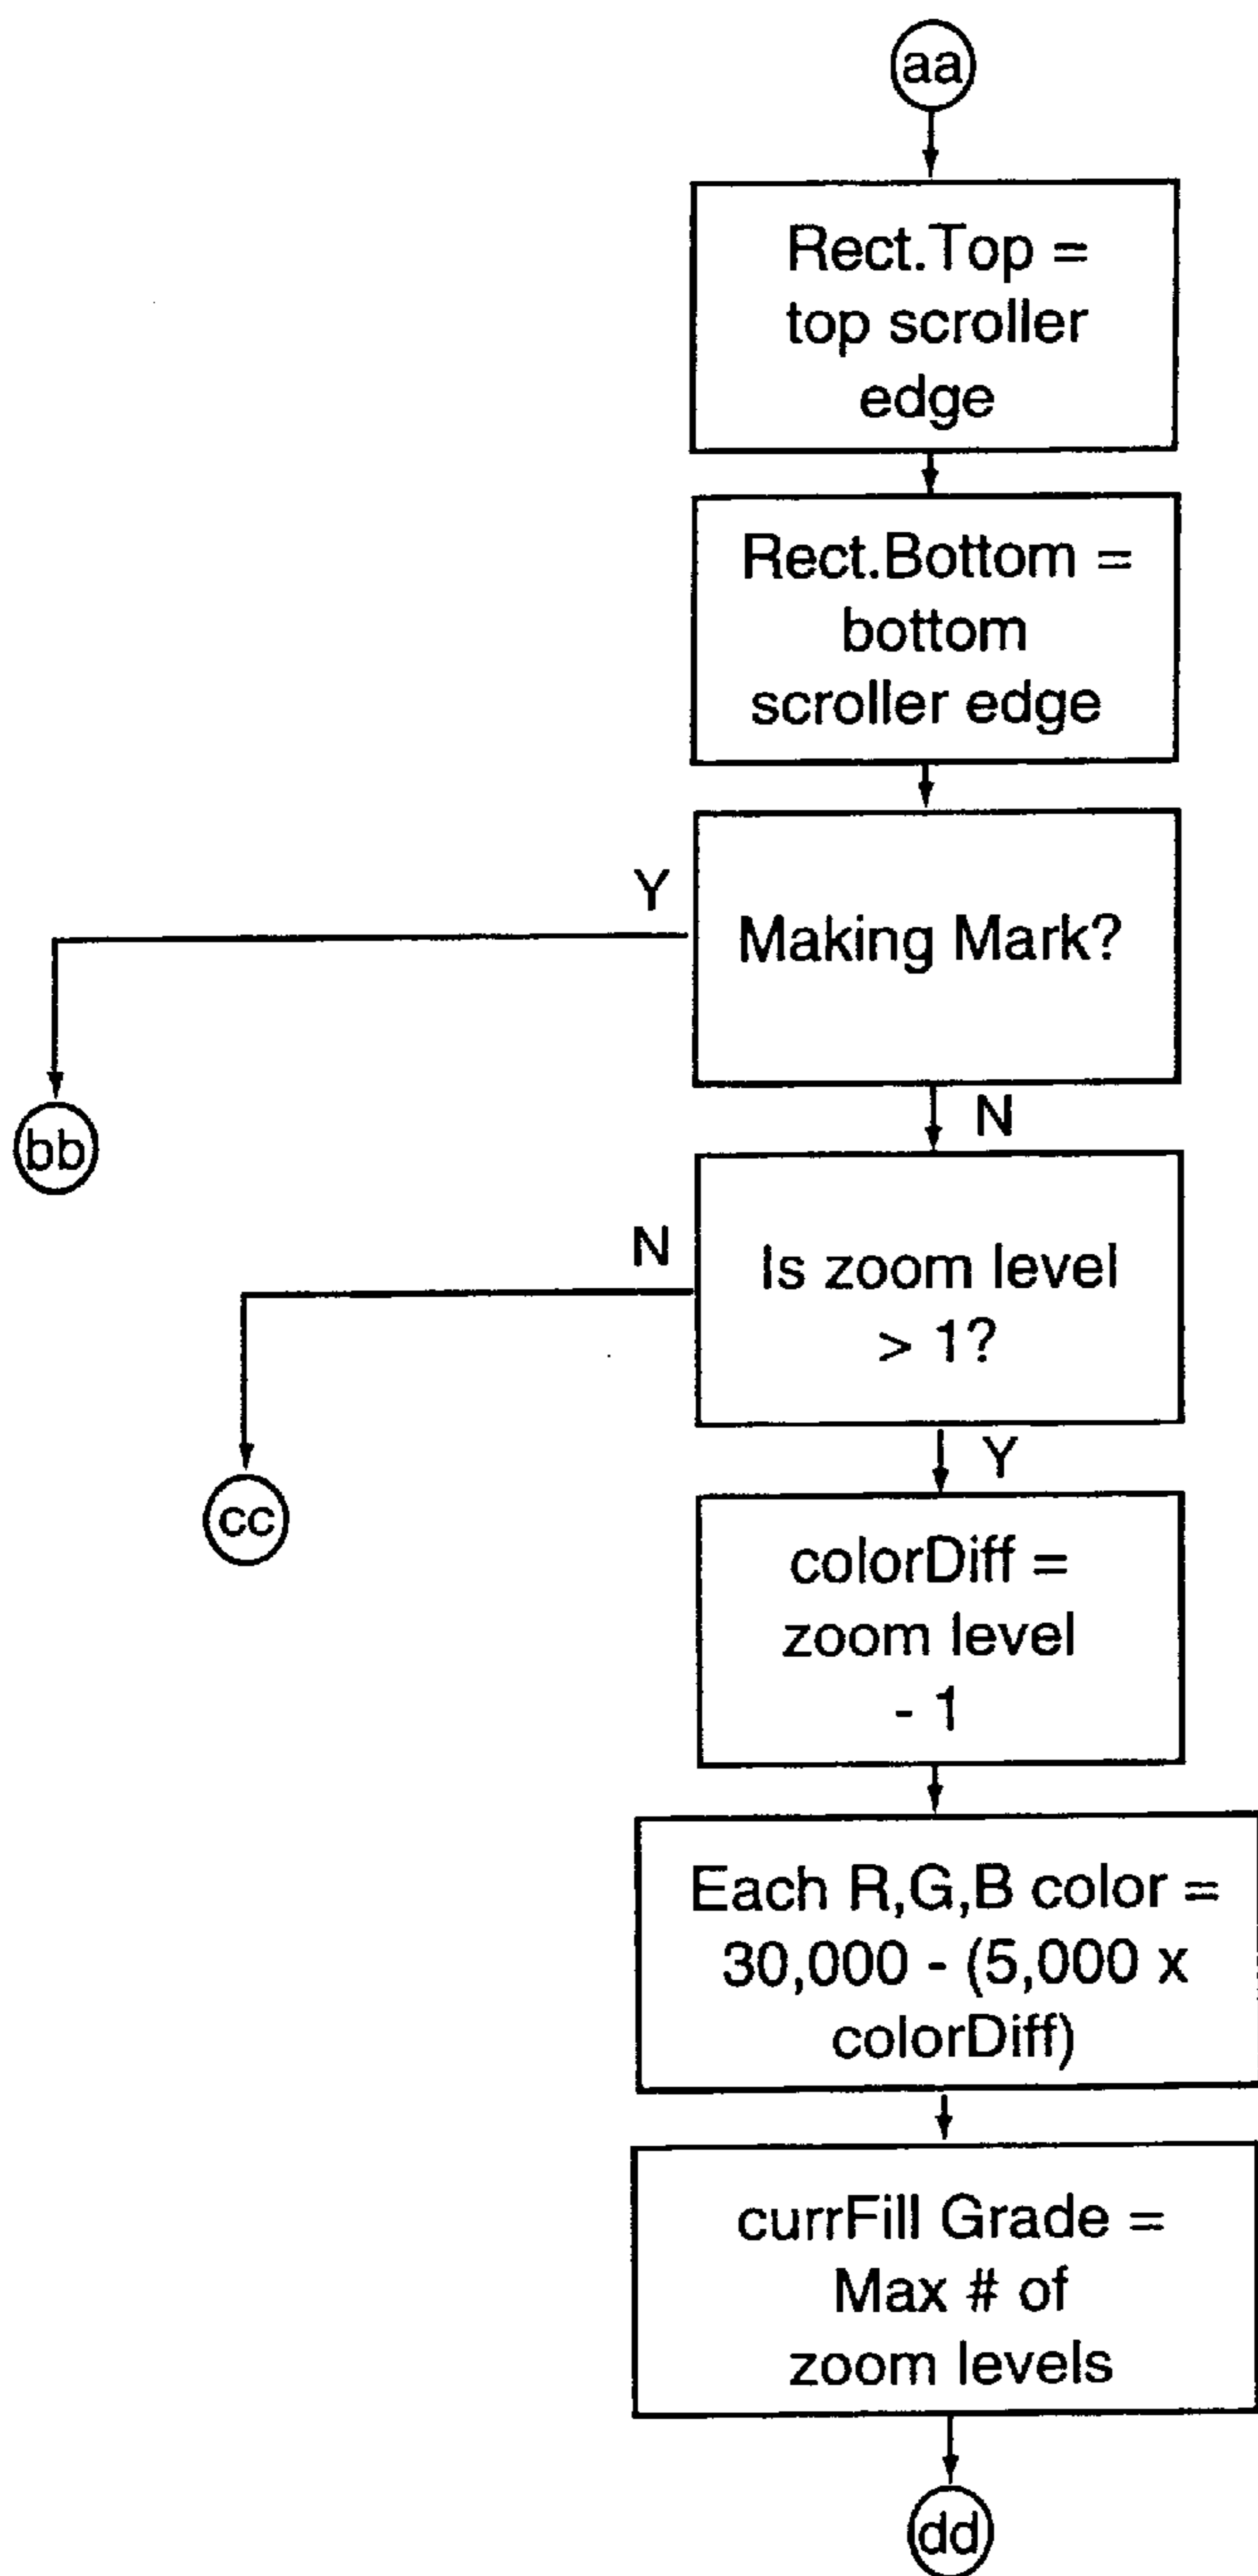 aa
Rect.Top =
top scroller
edge
Rect.Bottom =
bottom
scroller edge
Y
Making Mark?
bb
N
N
Is zoom level
> 1?
Y
cc
colorDiff =
zoom level
- 1
Each R,G,B color =
30,000 - (5,000 x
colorDiff)
currFill Grade =
Max # of
zoom levels
dd